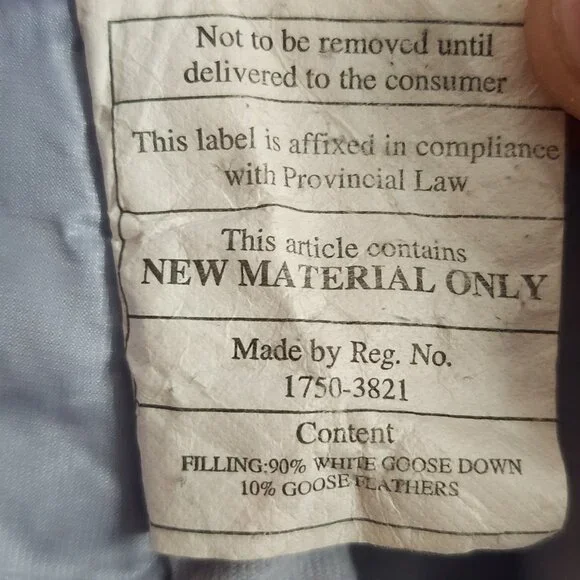 Not to be removed until
delivered to the consumer
This label is affixed in compliance
with Provincial Law
This article contains
NEW MATERIAL ONLY
Made by Reg. No.
1750-3821
Content
FILLING:90% WHITE GOOSE DOWN
10% GOOSE FEATHERS